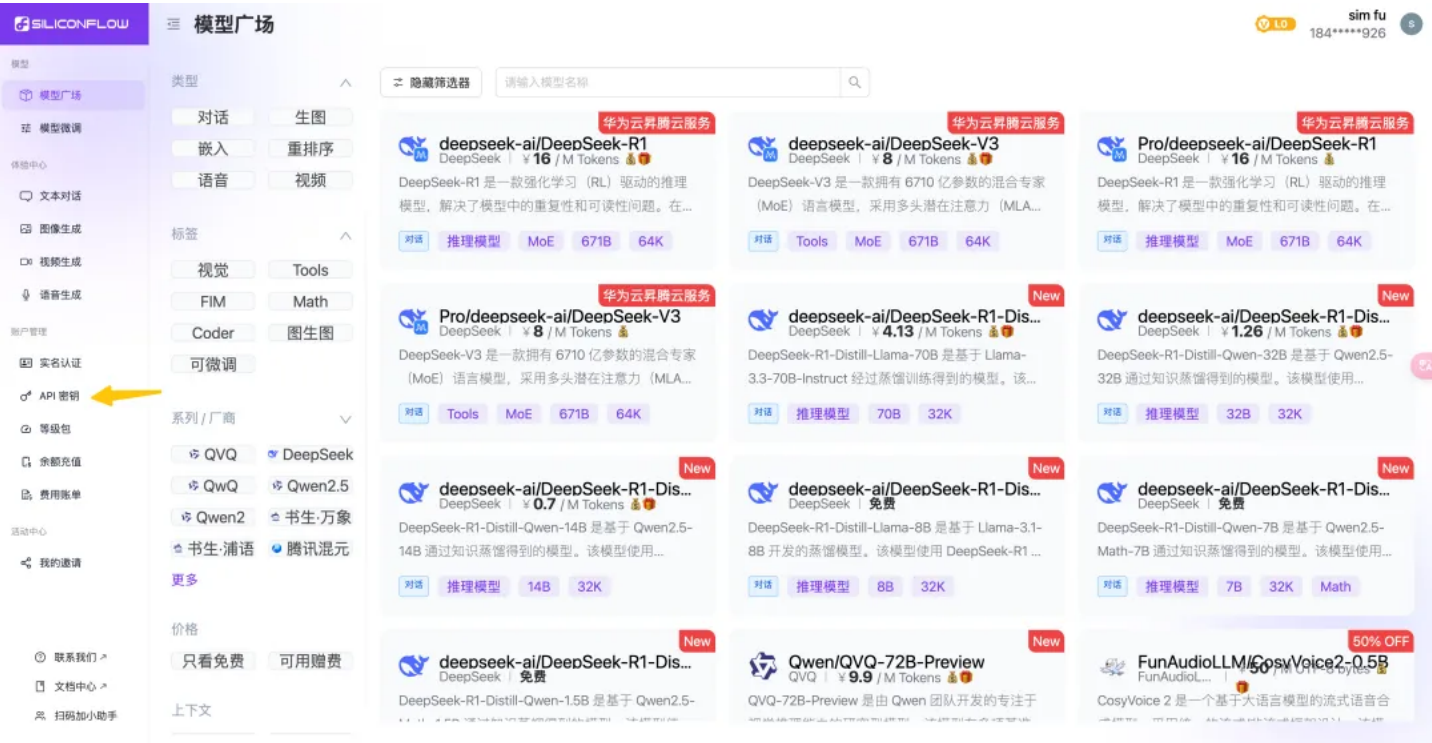 SILICONFLOW
模型广场
sim fu
L0
184*****926
S
模型
模型广场
模型微调
体验中心
文本对话
图像生成
视频生成
语音生成
账户管理
实名认证
API 密钥
等级包
余额充值
费用账单
活动中心
我的邀请
联系我们
文档中心
扫码加小助手
类型
对话
生图
嵌入
重排序
语音
视频
标签
视觉
Tools
FIM
Math
Coder
图生图
可微调
系列 / 厂商
QVQ
DeepSeek
QwQ
Qwen2.5
Qwen2
书生·万象
书生·浦语
腾讯混元
更多
价格
只看免费
可用赠费
上下文
隐藏筛选器
请输入模型名称
华为云昇腾云服务
deepseek-ai/DeepSeek-R1
DeepSeek | ¥ 16 / M Tokens
DeepSeek-R1 是一款强化学习（RL）驱动的推理
模型，解决了模型中的重复性和可读性问题。在...
对话 推理模型 MoE 671B 64K
华为云昇腾云服务
deepseek-ai/DeepSeek-V3
DeepSeek | ¥ 8 / M Tokens
DeepSeek-V3 是一款拥有 6710 亿参数的混合专家
（MoE）语言模型，采用多头潜在注意力（MLA...
对话 Tools MoE 671B 64K
华为云昇腾云服务
Pro/deepseek-ai/DeepSeek-R1
DeepSeek | ¥ 16 / M Tokens
DeepSeek-R1 是一款强化学习（RL）驱动的推理
模型，解决了模型中的重复性和可读性问题。在...
对话 推理模型 MoE 671B 64K
华为云昇腾云服务
Pro/deepseek-ai/DeepSeek-V3
DeepSeek | ¥ 8 / M Tokens
DeepSeek-V3 是一款拥有 6710 亿参数的混合专家
（MoE）语言模型，采用多头潜在注意力（MLA...
对话 Tools MoE 671B 64K
New
deepseek-ai/DeepSeek-R1-Dis...
DeepSeek | ¥ 4.13 / M Tokens
DeepSeek-R1-Distill-Llama-70B 是基于 Llama-
3.3-70B-Instruct 经过蒸馏训练得到的模型。该...
对话 推理模型 70B 32K
New
deepseek-ai/DeepSeek-R1-Dis...
DeepSeek | ¥ 1.26 / M Tokens
DeepSeek-R1-Distill-Qwen-32B 是基于 Qwen2.5-
32B 通过知识蒸馏得到的模型。该模型使用...
对话 推理模型 32B 32K
New
deepseek-ai/DeepSeek-R1-Dis...
DeepSeek | ¥ 0.7 / M Tokens
DeepSeek-R1-Distill-Qwen-14B 是基于 Qwen2.5-
14B 通过知识蒸馏得到的模型。该模型使用...
对话 推理模型 14B 32K
New
deepseek-ai/DeepSeek-R1-Dis...
DeepSeek | 免费
DeepSeek-R1-Distill-Llama-8B 是基于 Llama-3.1-
8B 开发的蒸馏模型。该模型使用 DeepSeek-R1 ...
对话 推理模型 8B 32K
New
deepseek-ai/DeepSeek-R1-Dis...
DeepSeek | 免费
DeepSeek-R1-Distill-Qwen-7B 是基于 Qwen2.5-
Math-7B 通过知识蒸馏得到的模型。该模型使用...
对话 推理模型 7B 32K Math
New
deepseek-ai/DeepSeek-R1-Dis...
DeepSeek | 免费
DeepSeek-R1-Distill-Qwen-1.5B 是基于 Qwen2.5-
New
Qwen/QVQ-72B-Preview
QVQ | ¥ 9.9 / M Tokens
QVQ-72B-Preview 是由 Qwen 团队开发的专注于
50% OFF
FunAudioLLM/CosyVoice2-0.5B
FunAudioL... | ¥ 50 / M UTF-8 bytes
CosyVoice 2 是一个基于大语言模型的流式语音合